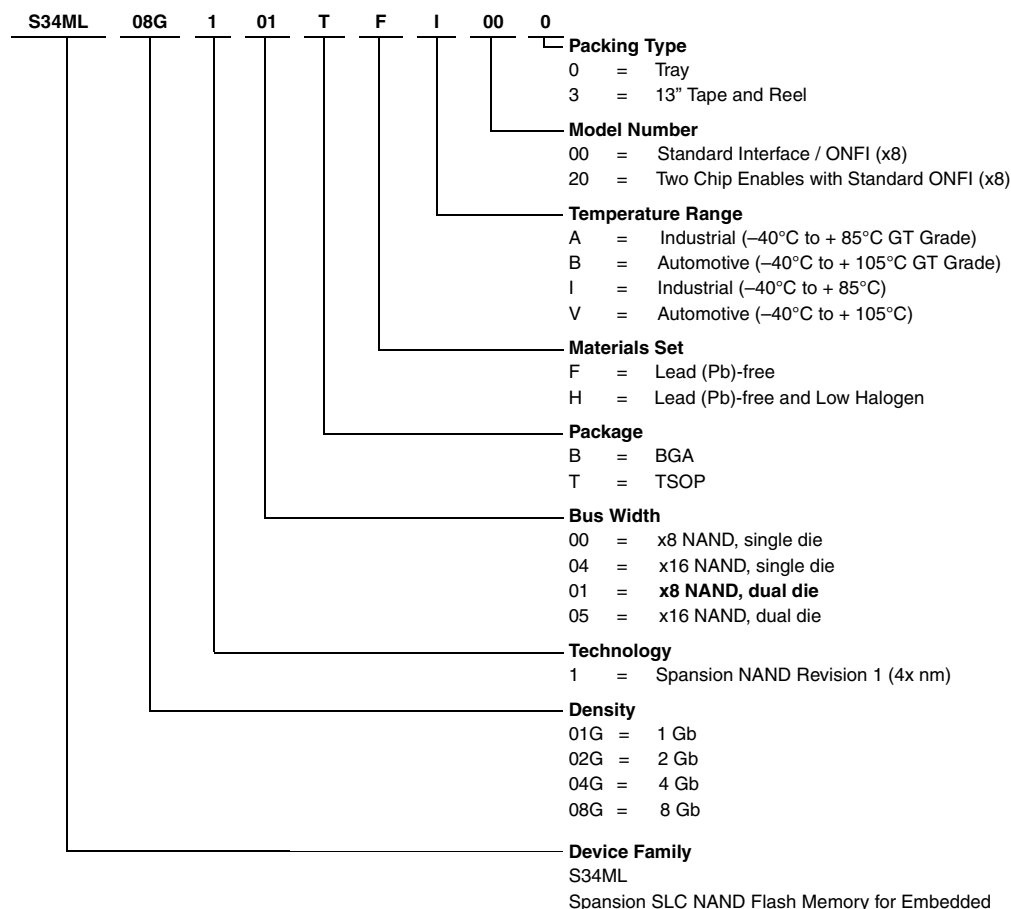 S34ML 08G 1 01 T F I 00 0
Packing Type
0 = Tray
3 = 13” Tape and Reel
Model Number
00 = Standard Interface / ONFI (x8)
20 = Two Chip Enables with Standard ONFI (x8)
Temperature Range
A = Industrial (–40°C to + 85°C GT Grade)
B = Automotive (–40°C to + 105°C GT Grade)
I = Industrial (–40°C to + 85°C)
V = Automotive (–40°C to + 105°C)
Materials Set
F = Lead (Pb)-free
H = Lead (Pb)-free and Low Halogen
Package
B = BGA
T = TSOP
Bus Width
00 = x8 NAND, single die
04 = x16 NAND, single die
01 = x8 NAND, dual die
05 = x16 NAND, dual die
Technology
1 = Spansion NAND Revision 1 (4x nm)
Density
01G = 1 Gb
02G = 2 Gb
04G = 4 Gb
08G = 8 Gb
Device Family
S34ML
Spansion SLC NAND Flash Memory for Embedded